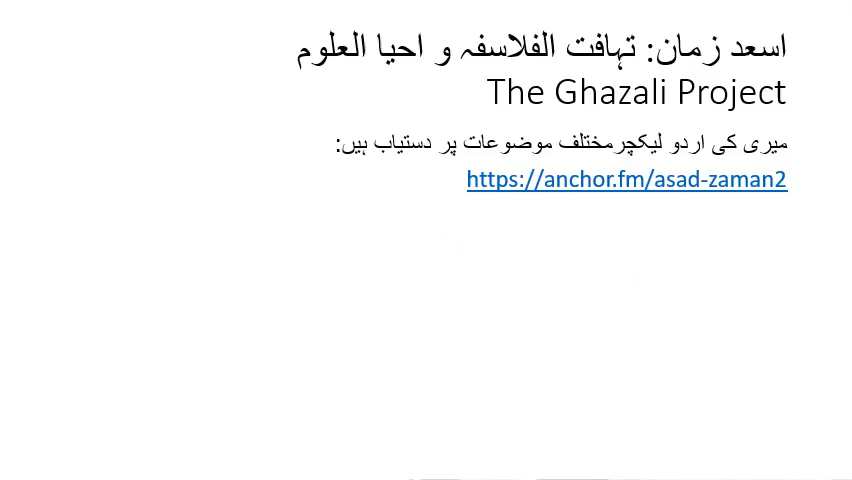 اسعد زمان: تہافت الفلاسفہ و احیا العلوم
The Ghazali Project
میری کی اردو لیکچرمختلف موضوعات پر دستیاب ہیں:
https://anchor.fm/asad-zaman2